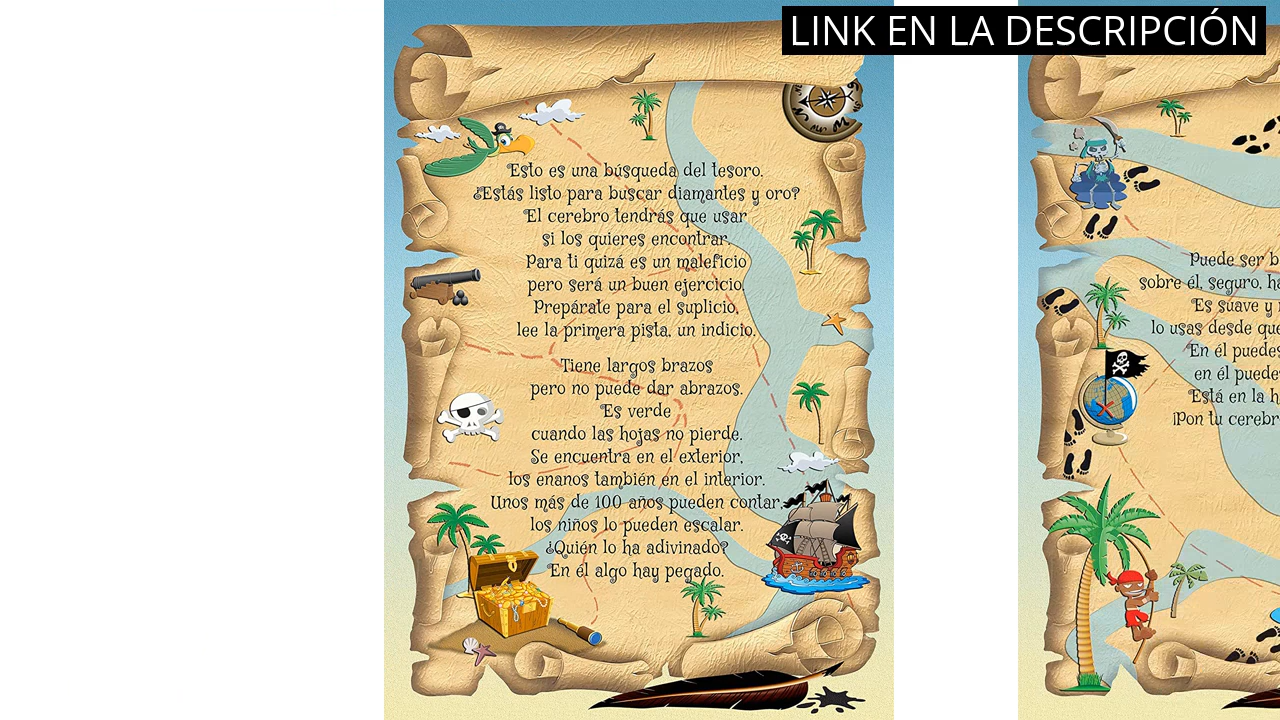 LINK EN LA DESCRIPCIÓN
Esto es una búsqueda del tesoro.
¿Estás listo para buscar diamantes y oro?
El cerebro tendrás que usar
si los quieres encontrar.
Para ti quizá es un maleficio
pero será un buen ejercicio.
Prepárate para el suplicio,
lee la primera pista, un indicio.
Tiene largos brazos
pero no puede dar abrazos.
Es verde
cuando las hojas no pierde.
Se encuentra en el exterior,
los enanos también en el interior.
Unos más de 100 años pueden contar,
los niños lo pueden escalar.
¿Quién lo ha adivinado?
En él algo hay pegado.
Puede ser
sobre él, seguro,
Es suave y
lo usas desde
En él puedes
en él
Está en la
¡Pon tu